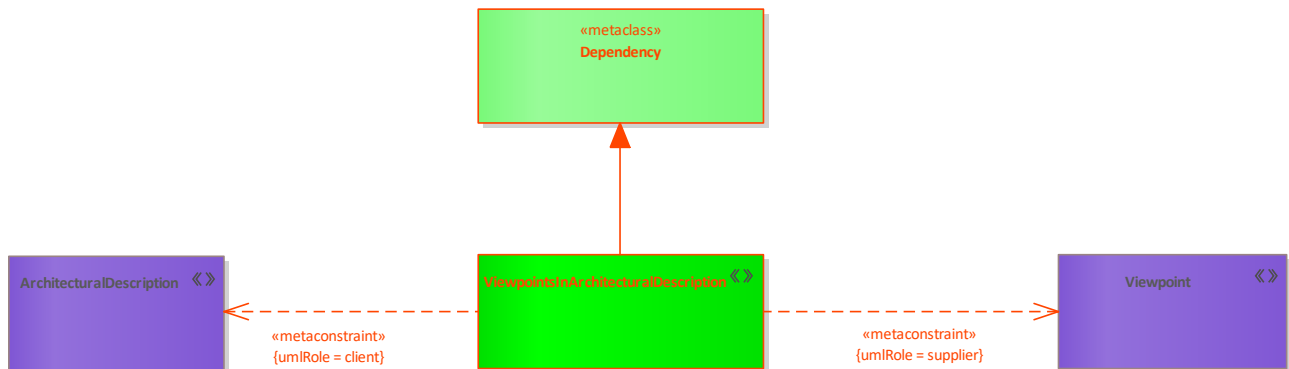 «metaclass»
Dependency
ArchitecturalDescription «»
ViewpointsInArchitecturalDescription «»
Viewpoint «»
«metaconstraint»
{umlRole = client}
«metaconstraint»
{umlRole = supplier}